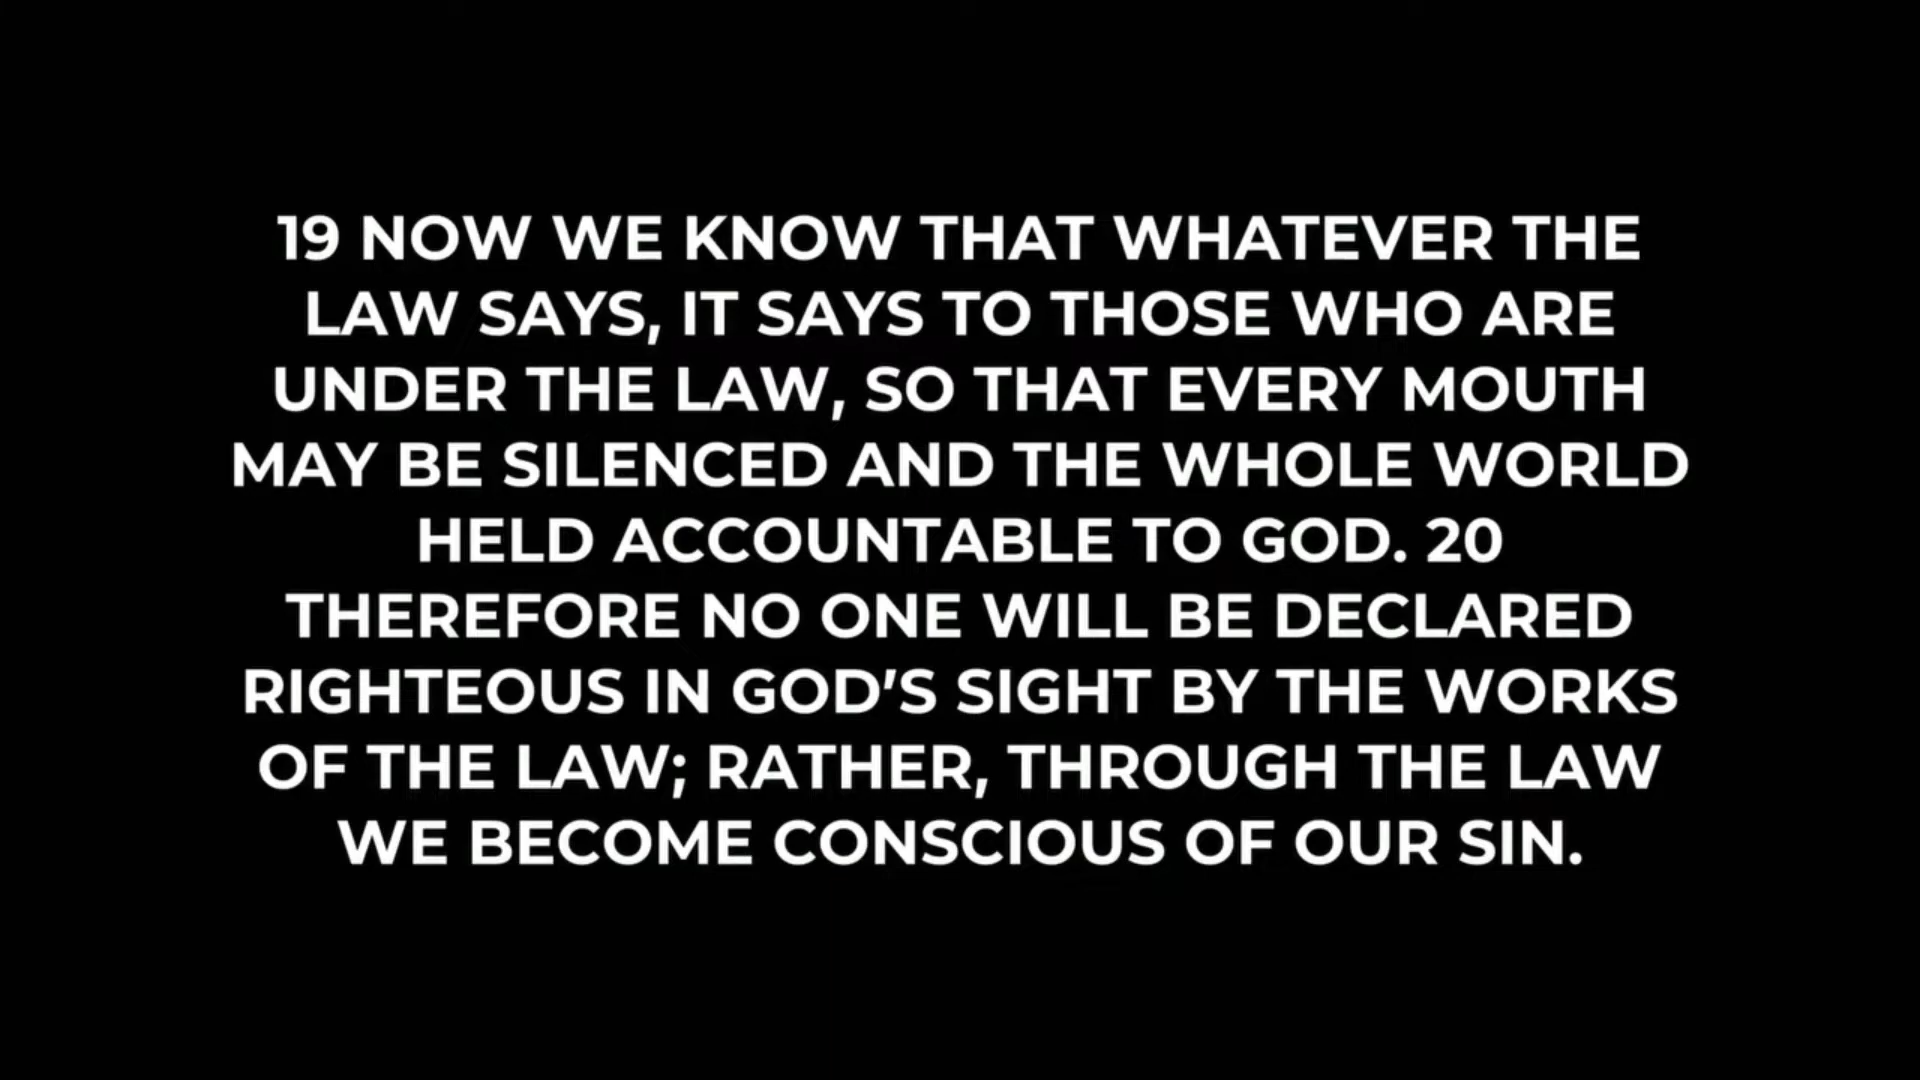 19 NOW WE KNOW THAT WHATEVER THE
LAW SAYS, IT SAYS TO THOSE WHO ARE
UNDER THE LAW, SO THAT EVERY MOUTH
MAY BE SILENCED AND THE WHOLE WORLD
HELD ACCOUNTABLE TO GOD. 20
THEREFORE NO ONE WILL BE DECLARED
RIGHTEOUS IN GOD'S SIGHT BY THE WORKS
OF THE LAW; RATHER, THROUGH THE LAW
WE BECOME CONSCIOUS OF OUR SIN.